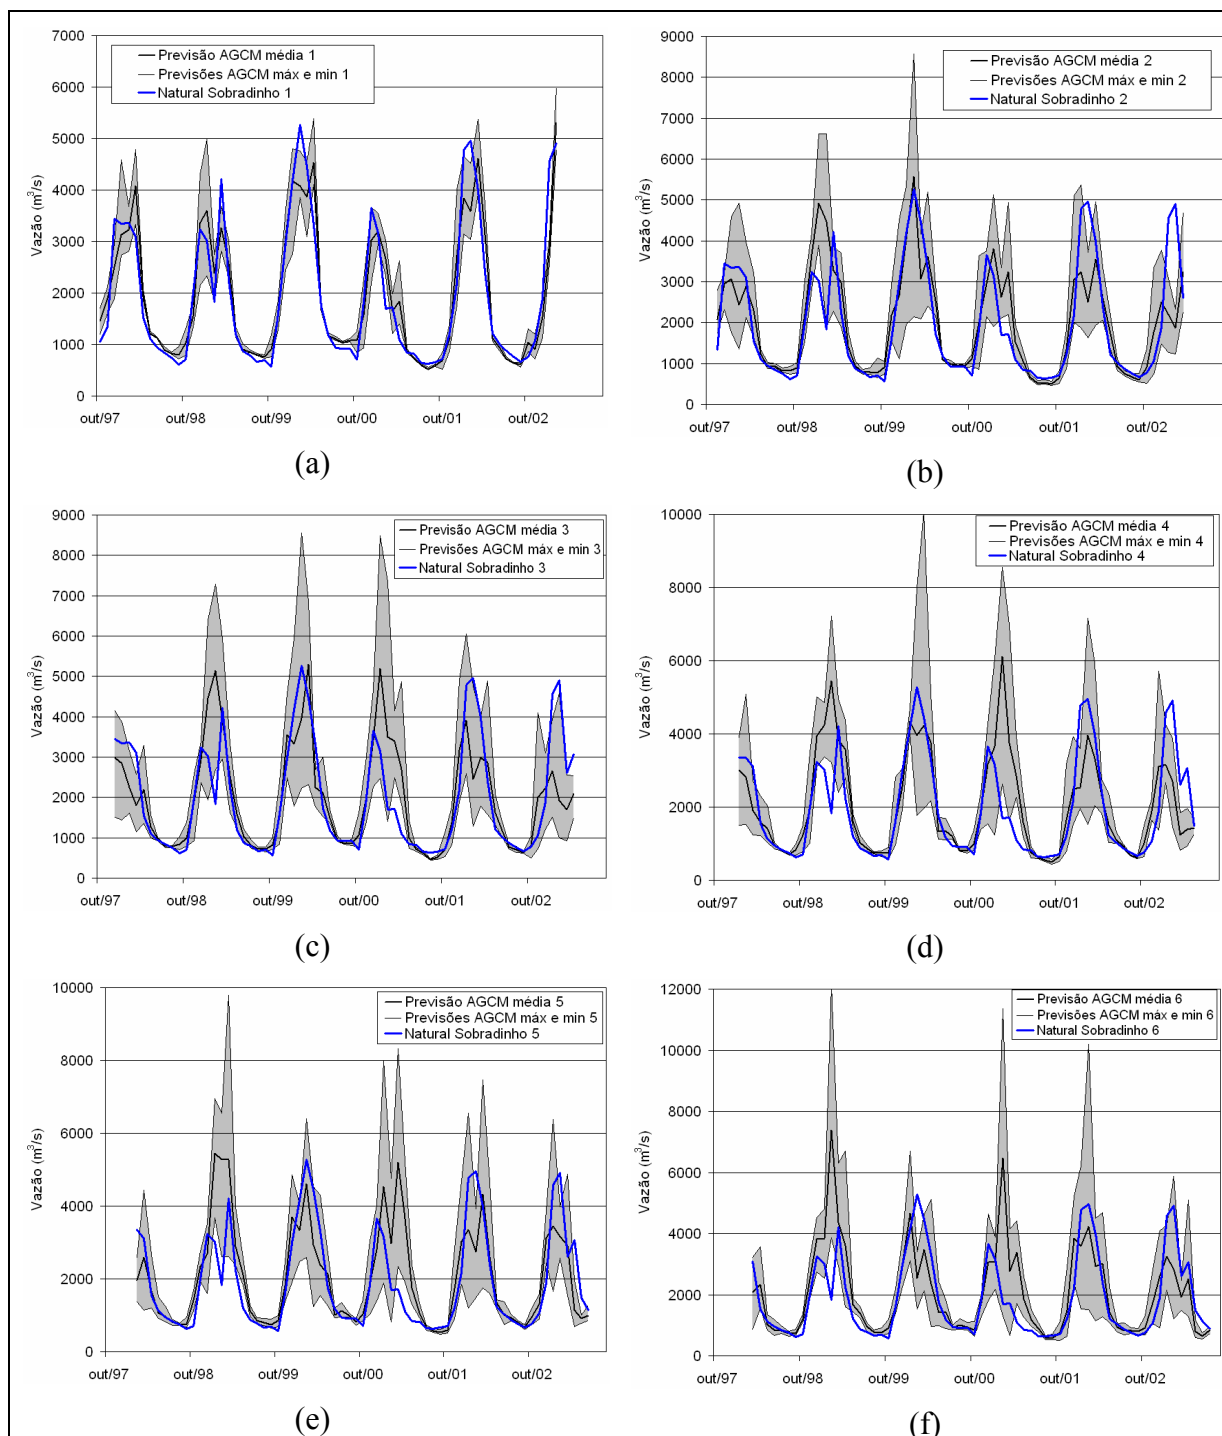 7000
6000
5000
4000
3000
2000
1000
0
Vazão (m³/s)
Previsão AGCM média 1
Previsões AGCM máx e min 1
Natural Sobradinho 1
out/97 out/98 out/99 out/00 out/01 out/02
(a)
9000
8000
7000
6000
5000
4000
3000
2000
1000
0
Vazão (m³/s)
Previsão AGCM média 2
Previsões AGCM máx e min 2
Natural Sobradinho 2
out/97 out/98 out/99 out/00 out/01 out/02
(b)
9000
8000
7000
6000
5000
4000
3000
2000
1000
0
Vazão (m³/s)
Previsão AGCM média 3
Previsões AGCM máx e min 3
Natural Sobradinho 3
out/97 out/98 out/99 out/00 out/01 out/02
(c)
10000
8000
6000
4000
2000
0
Vazão (m³/s)
Previsão AGCM média 4
Previsões AGCM máx e min 4
Natural Sobradinho 4
out/97 out/98 out/99 out/00 out/01 out/02
(d)
10000
8000
6000
4000
2000
0
Vazão (m³/s)
Previsão AGCM média 5
Previsões AGCM máx e min 5
Natural Sobradinho 5
out/97 out/98 out/99 out/00 out/01 out/02
(e)
12000
10000
8000
6000
4000
2000
0
Vazão (m³/s)
Previsão AGCM média 6
Previsões AGCM máx e min 6
Natural Sobradinho 6
out/97 out/98 out/99 out/00 out/01 out/02
(f)